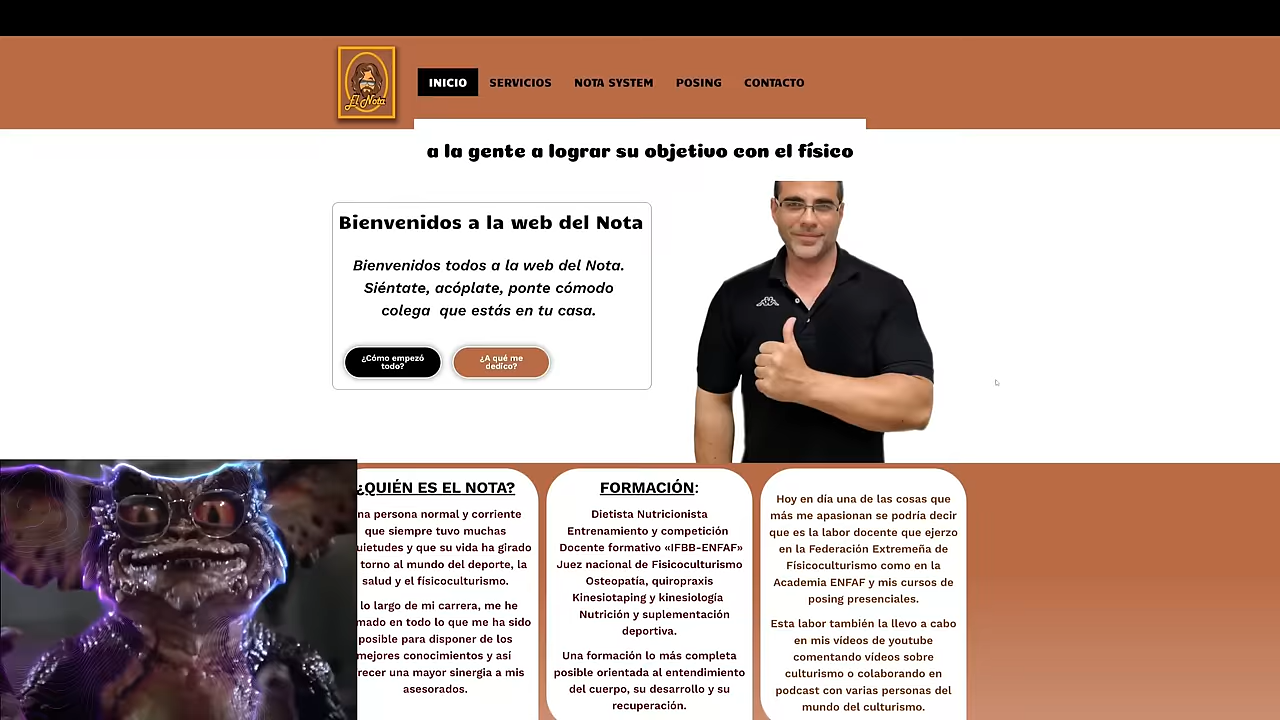 El Nota
INICIO SERVICIOS NOTA SYSTEM POSING CONTACTO
a la gente a lograr su objetivo con el físico
Bienvenidos a la web del Nota
Bienvenidos todos a la web del Nota.
Siéntate, acóplate, ponte cómodo
colega que estás en tu casa.
¿Cómo empezó
todo?
¿A qué me
dedico?
¿QUIÉN ES EL NOTA?
na persona normal y corriente
que siempre tuvo muchas
uietudes y que su vida ha girado
torno al mundo del deporte, la
salud y el físicoculturismo.
lo largo de mi carrera, me he
mado en todo lo que me ha sido
posible para disponer de los
mejores conocimientos y así
recer una mayor sinergia a mis
asesorados.
FORMACIÓN:
Dietista Nutricionista
Entrenamiento y competición
Docente formativo «IFBB-ENFAF»
Juez nacional de Fisicoculturismo
Osteopatía, quiropraxis
Kinesiotaping y kinesiología
Nutrición y suplementación
deportiva.
Una formación lo más completa
posible orientada al entendimiento
del cuerpo, su desarrollo y su
recuperación.
Hoy en día una de las cosas que
más me apasionan se podría decir
que es la labor docente que ejerzo
en la Federación Extremeña de
Físicoculturismo como en la
Academia ENFAF y mis cursos de
posing presenciales.
Esta labor también la llevo a cabo
en mis vídeos de youtube
comentando vídeos sobre
culturismo o colaborando en
podcast con varias personas del
mundo del culturismo.